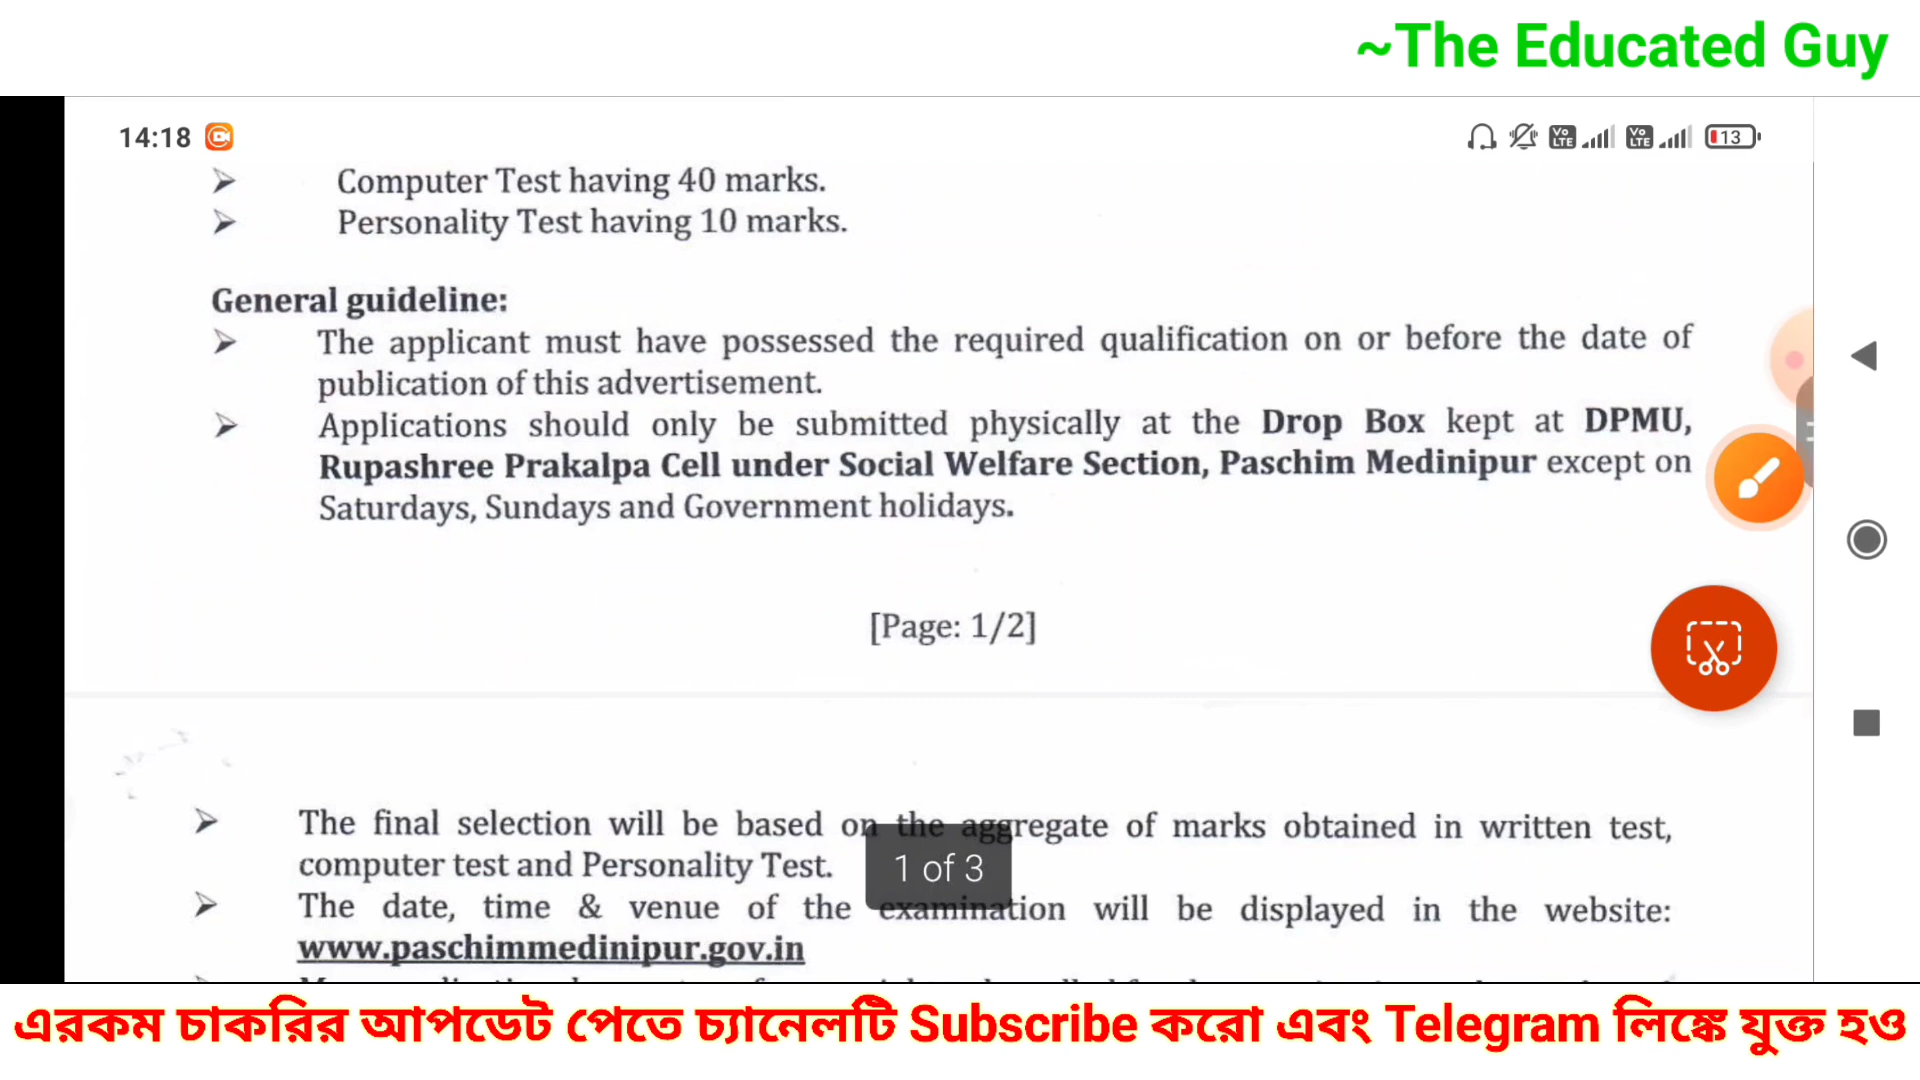 ~The Educated Guy
14:18
Vo LTE
Vo LTE
13
➢ Computer Test having 40 marks.
➢ Personality Test having 10 marks.
General guideline:
➢ The applicant must have possessed the required qualification on or before the date of
publication of this advertisement.
➢ Applications should only be submitted physically at the Drop Box kept at DPMU,
Rupashree Prakalpa Cell under Social Welfare Section, Paschim Medinipur except on
Saturdays, Sundays and Government holidays.
[Page: 1/2]
➢ The final selection will be based on the aggregate of marks obtained in written test,
computer test and Personality Test.
1 of 3
➢ The date, time & venue of the examination will be displayed in the website:
www.paschimmedinipur.gov.in
এরকম চাকরির আপডেট পেতে চ্যানেলটি Subscribe করো এবং Telegram লিঙ্কে যুক্ত হও